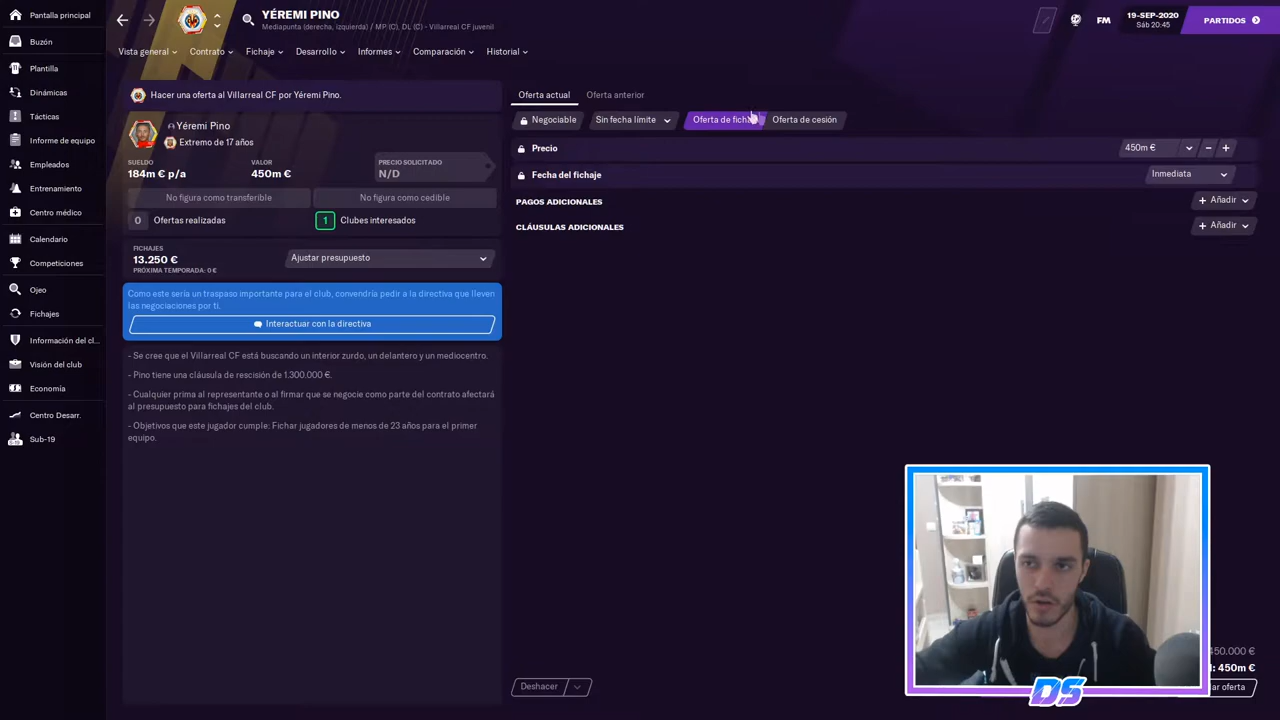 Pantalla principal
YÉREMI PINO
Mediapunta (derecha, izquierda) / MP (C), DL (C) - Villarreal CF juvenil
FM
19-SEP-2020
Sáb 20:45
PARTIDOS
Buzón
Plantilla
Dinámicas
Tácticas
Informe de equipo
Empleados
Entrenamiento
Centro médico
Calendario
Competiciones
Ojeo
Fichajes
Información del cl...
Visión del club
Economía
Centro Desarr.
Sub-19
Vista general
Contrato
Fichaje
Desarrollo
Informes
Comparación
Historial
Hacer una oferta al Villarreal CF por Yéremi Pino.
Yéremi Pino
Extremo de 17 años
SUELDO
184m € p/a
VALOR
450m €
PRECIO SOLICITADO
N/D
No figura como transferible
No figura como cedible
0 Ofertas realizadas
1 Clubes interesados
FICHAJES
13.250 €
PRÓXIMA TEMPORADA: 0 €
Ajustar presupuesto
Como este sería un traspaso importante para el club, convendría pedir a la directiva que lleven
las negociaciones por ti.
Interactuar con la directiva
- Se cree que el Villarreal CF está buscando un interior zurdo, un delantero y un mediocentro.
- Pino tiene una cláusula de rescisión de 1.300.000 €.
- Cualquier prima al representante o al firmar que se negocie como parte del contrato afectará
al presupuesto para fichajes del club.
- Objetivos que este jugador cumple: Fichar jugadores de menos de 23 años para el primer
equipo.
Oferta actual
Oferta anterior
Negociable
Sin fecha límite
Oferta de fich
Oferta de cesión
Precio
450m €
Fecha del fichaje
Inmediata
PAGOS ADICIONALES
Añadir
CLÁUSULAS ADICIONALES
Añadir
Deshacer
450.000 €
: 450m €
ar oferta
DS